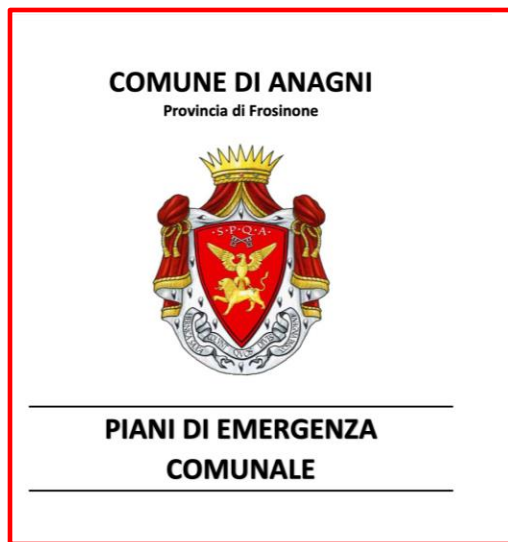 COMUNE DI ANAGNI
Provincia di Frosinone
·S·P·Q·A·
PIANI DI EMERGENZA
COMUNALE